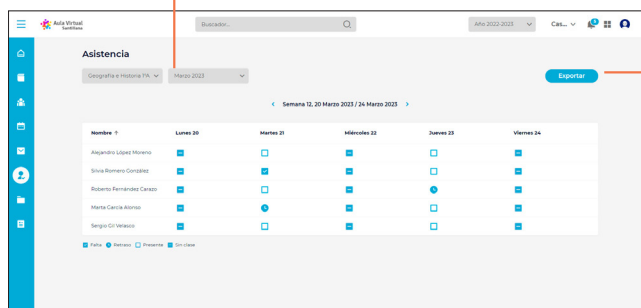 Aula Virtual
Santillana
Buscador...
Año 2022-2023
Cas...
Asistencia
Geografía e Historia 1ºA
Marzo 2023
Exportar
Semana 12, 20 Marzo 2023 / 24 Marzo 2023
Nombre ↑ Lunes 20 Martes 21 Miércoles 22 Jueves 23 Viernes 24
Alejandro López Moreno
Silvia Romero González
Roberto Fernández Carazo
Marta García Alonso
Sergio Gil Velasco
Falta Retraso Presente Sin clase